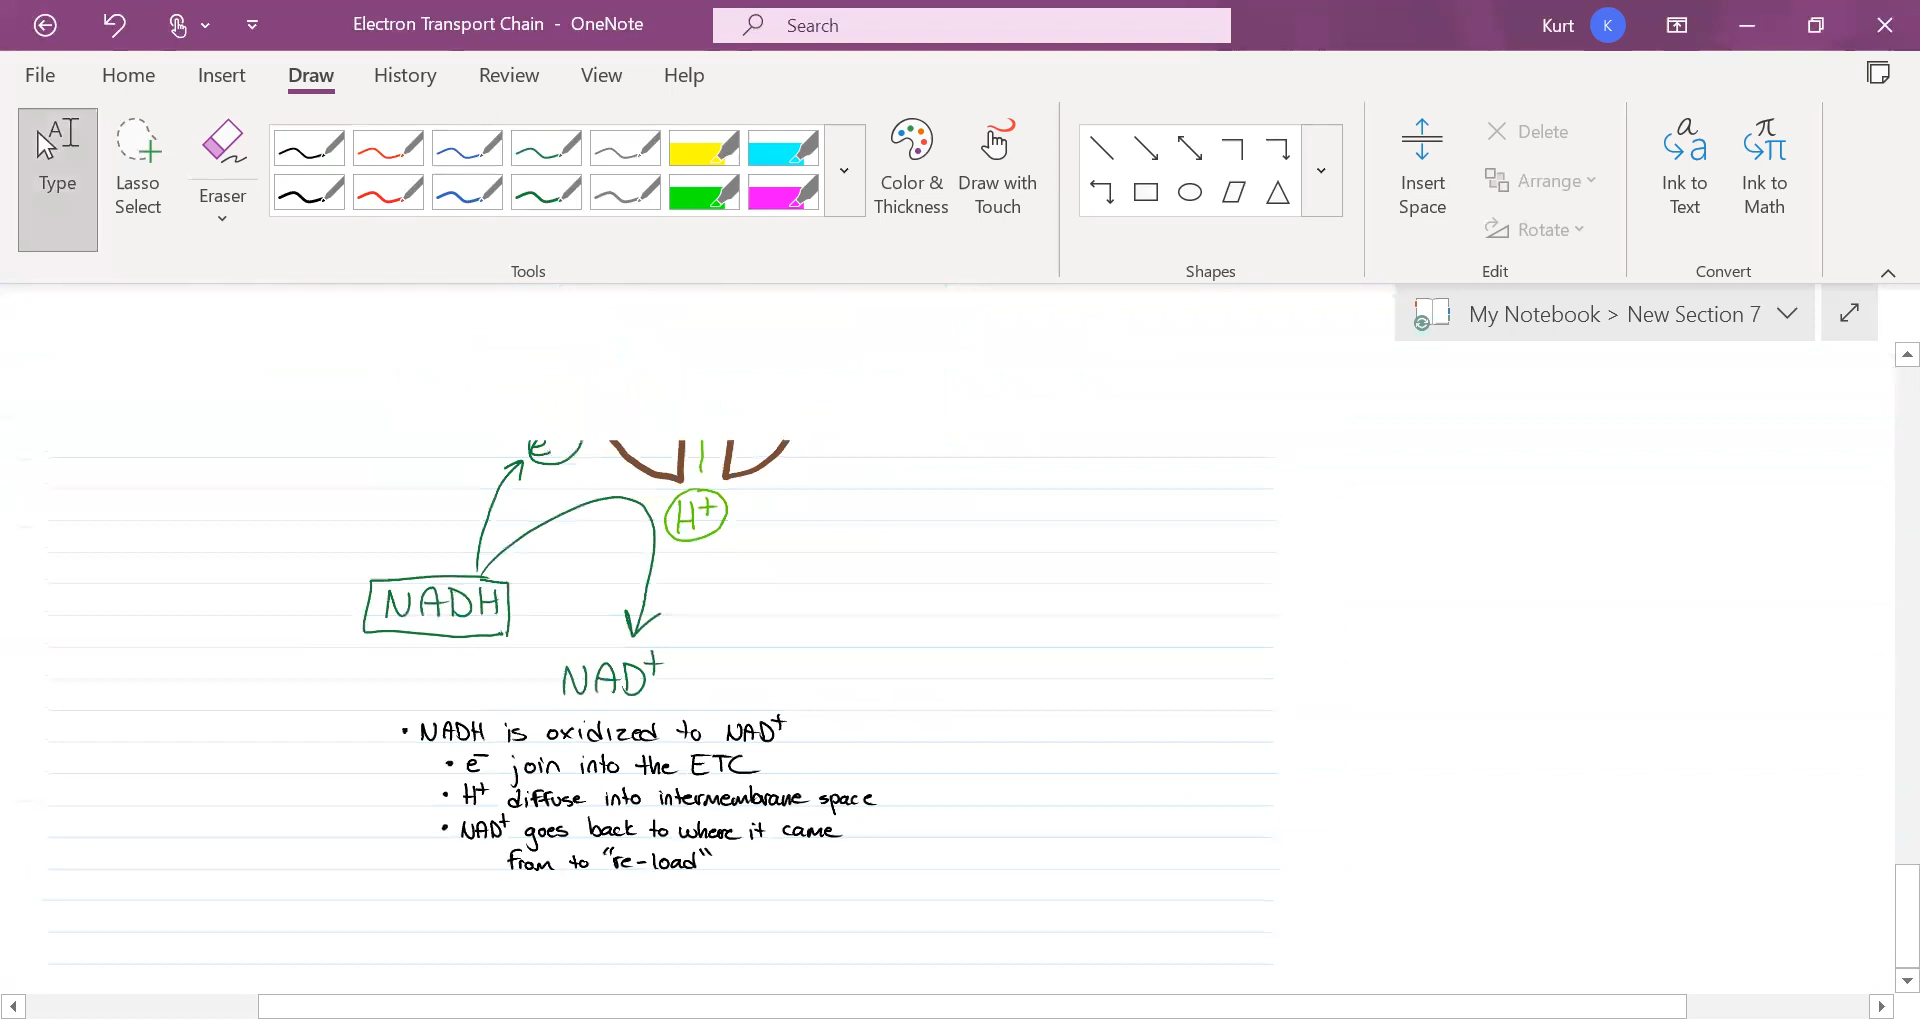 Electron Transport Chain - OneNote
Search
Kurt
K
File Home Insert Draw History Review View Help
Type
Lasso Select
Eraser
Color & Thickness
Draw with Touch
Insert Space
Delete
Arrange
Rotate
Ink to Text
Ink to Math
Tools
Shapes
Edit
Convert
My Notebook > New Section 7
e
H+
NADH
NAD+
• NADH is oxidized to NAD+
• e⁻ join into the ETC
• H+ diffuse into intermembrane space
• NAD+ goes back to where it came
from to "re-load"